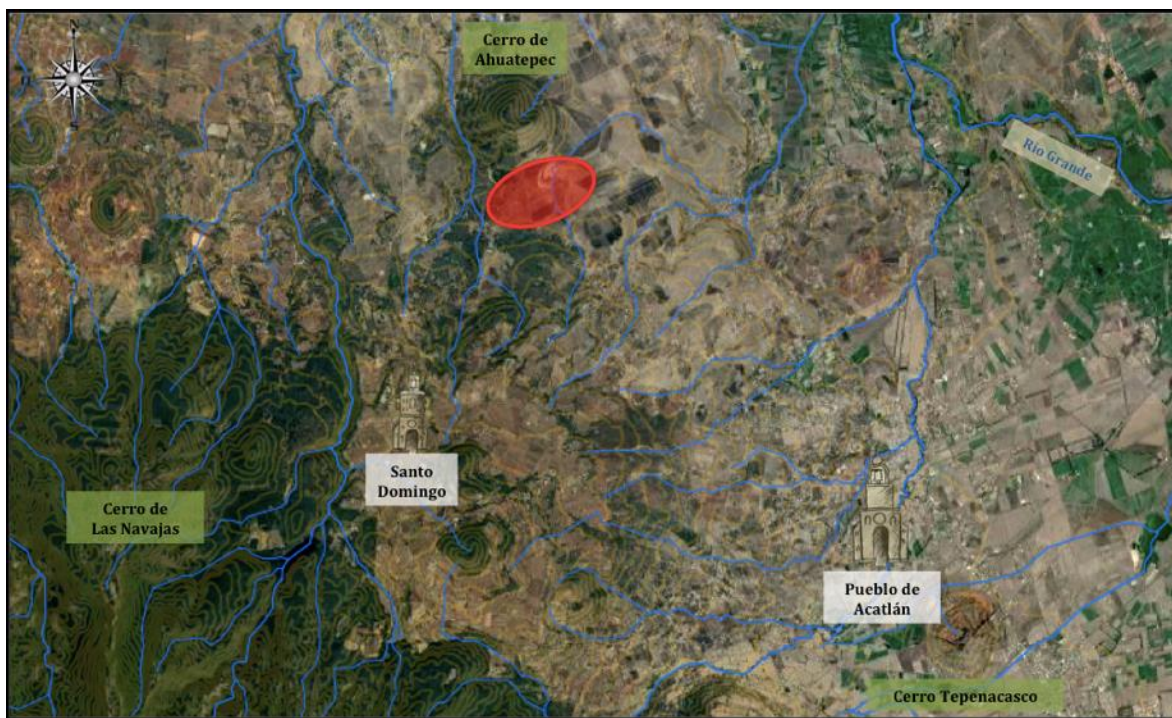 Cerro de
Ahuatepec
Río Grande
Santo
Domingo
Cerro de
Las Navajas
Pueblo de
Acatlán
Cerro Tepenacasco